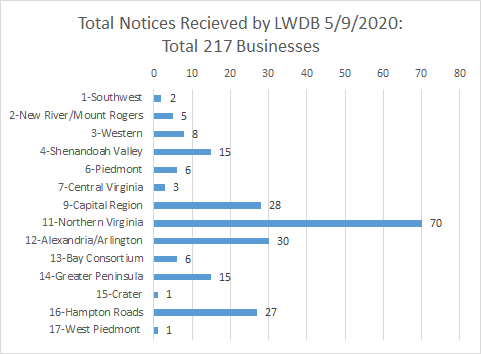 Total Notices Recieved by LWDB 5/9/2020:
Total 217 Businesses
0 10 20 30 40 50 60 70 80
1-Southwest 2
2-New River/Mount Rogers 5
3-Western 8
4-Shenandoah Valley 15
6-Piedmont 6
7-Central Virginia 3
9-Capital Region 28
11-Northern Virginia 70
12-Alexandria/Arlington 30
13-Bay Consortium 6
14-Greater Peninsula 15
15-Crater 1
16-Hampton Roads 27
17-West Piedmont 1